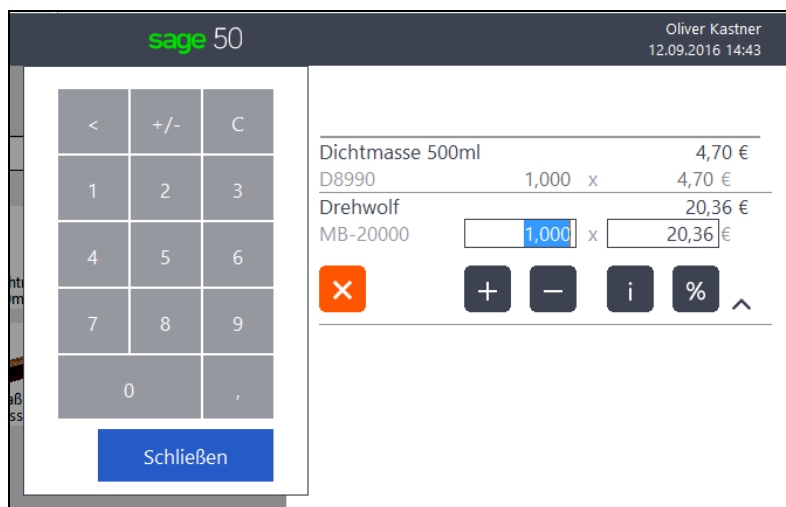 sage 50
Oliver Kastner
12.09.2016 14:43
< +/- C
1 2 3
4 5 6
7 8 9
0 ,
Schließen
Dichtmasse 500ml 4,70 €
D8990 1,000 x 4,70 €
Drehwolf 20,36 €
MB-20000 1,000 x 20,36 €
+ − i %